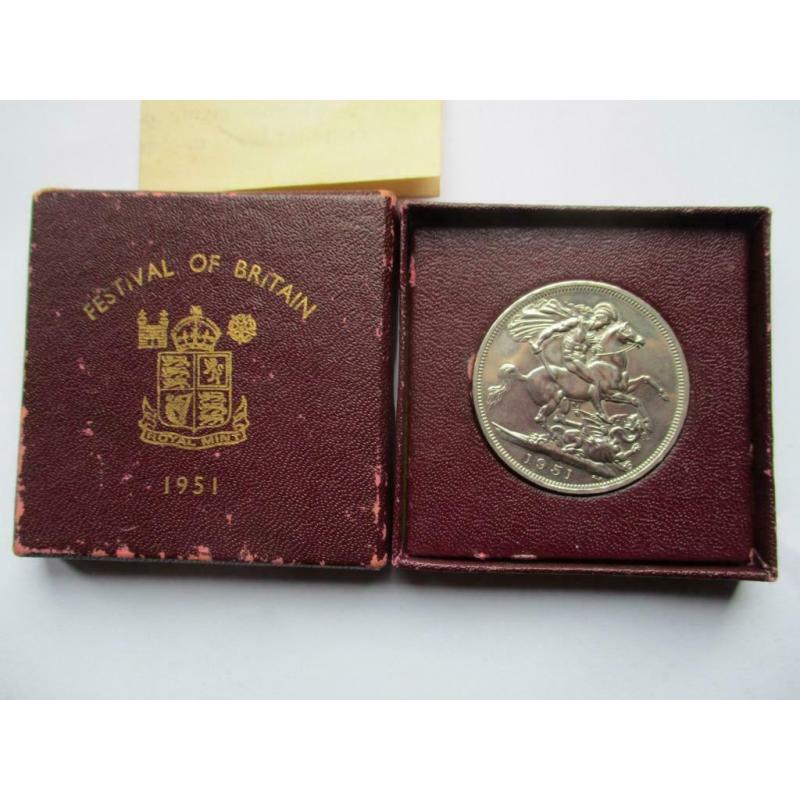 FESTIVAL OF BRITAIN
ROYAL MINT
1951
1951